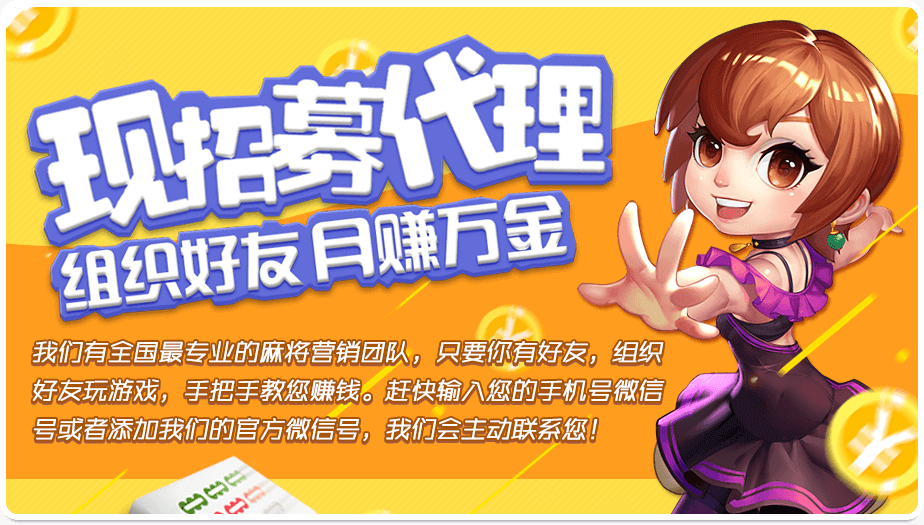 现招募代理
组织好友 月赚万金
我们有全国最专业的麻将营销团队，只要你有好友，组织
好友玩游戏，手把手教您赚钱。赶快输入您的手机号微信
号或者添加我们的官方微信号，我们会主动联系您！